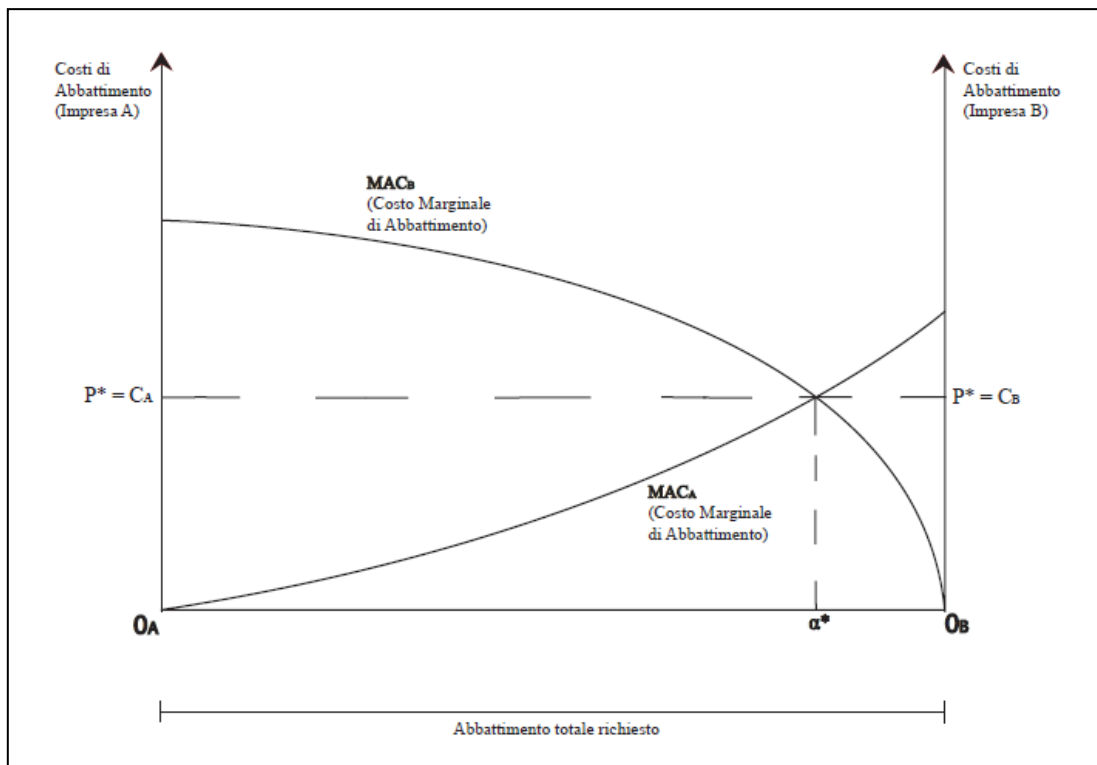 Costi di
Abbattimento
(Impresa A)
Costi di
Abbattimento
(Impresa B)
MACB
(Costo Marginale
di Abbattimento)
P* = CA
P* = CB
MACA
(Costo Marginale
di Abbattimento)
0A
α*
0B
Abbattimento totale richiesto